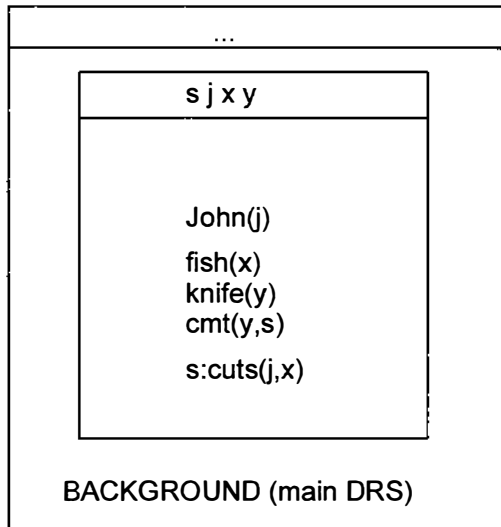 ...
s j x y
John(j)
fish(x)
knife(y)
cmt(y,s)
s:cuts(j,x)
BACKGROUND (main DRS)